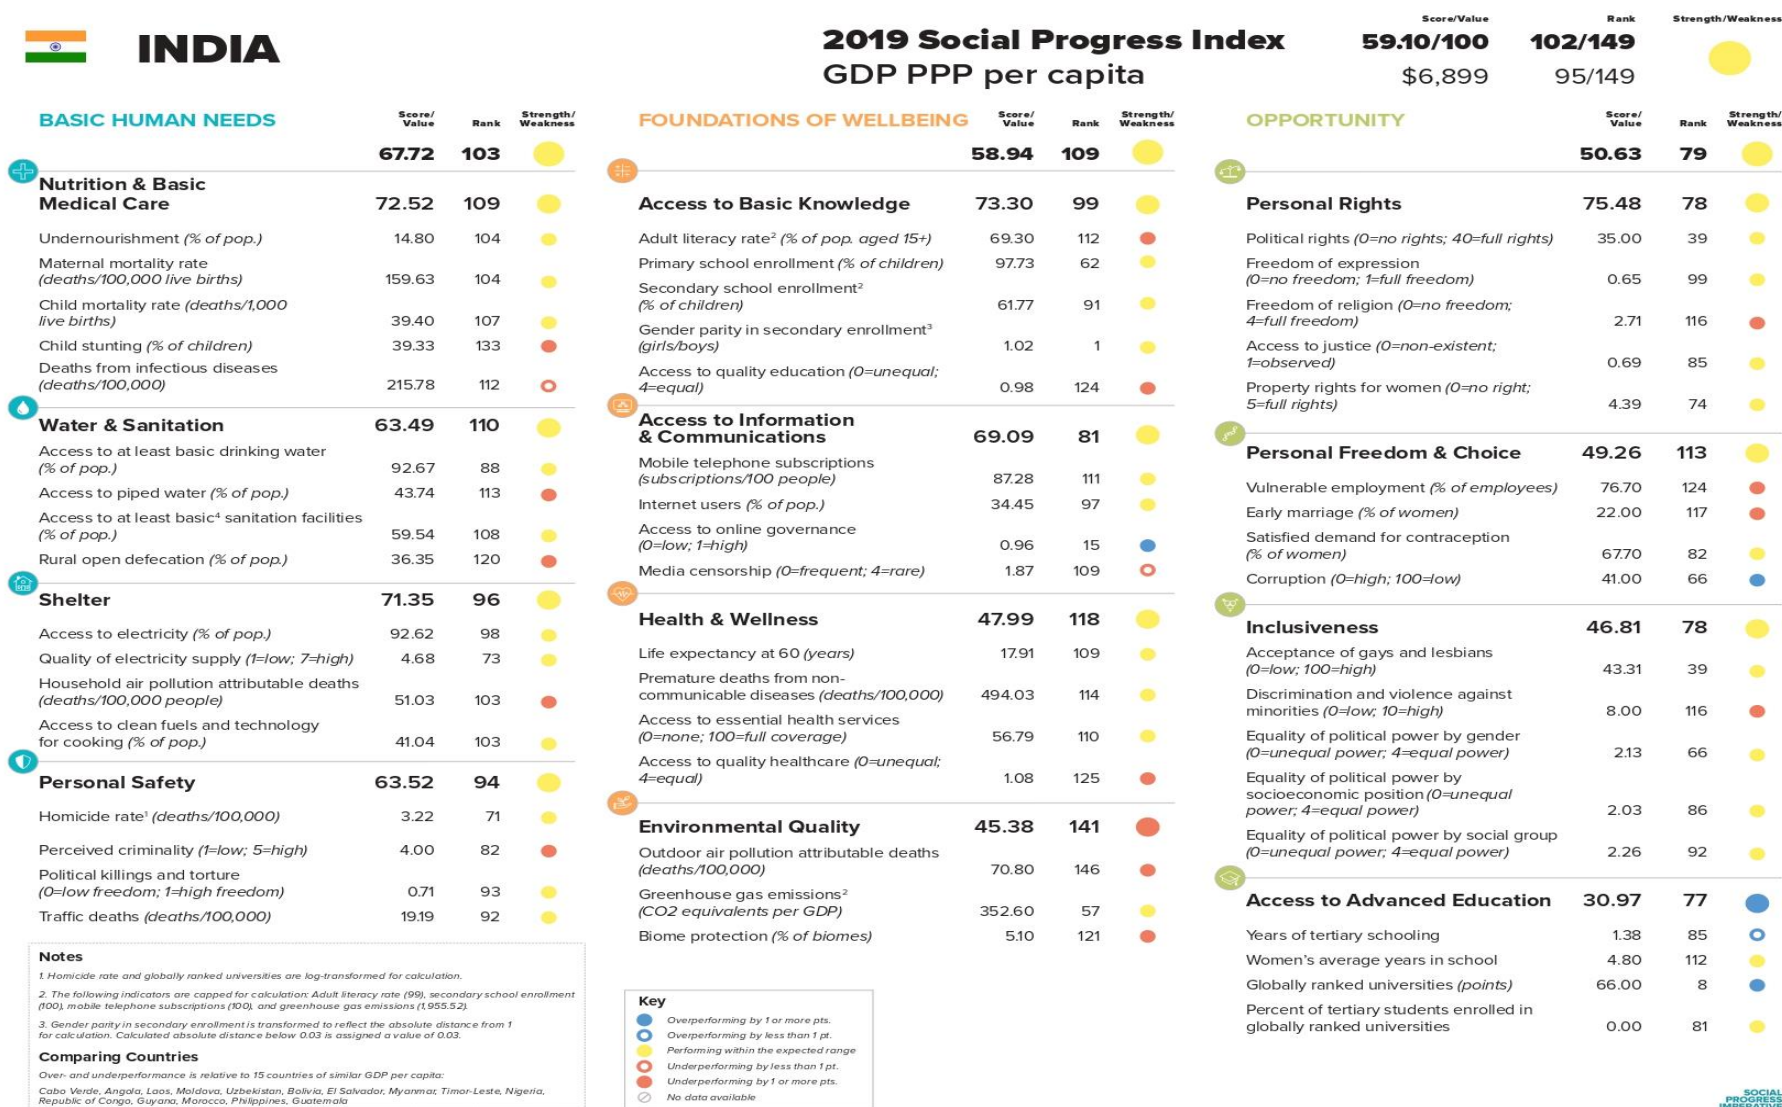 INDIA
2019 Social Progress Index
GDP PPP per capita
Score/Value Rank Strength/Weakness
59.10/100 102/149
$6,899 95/149
BASIC HUMAN NEEDS
Score/
Value Rank Strength/
Weakness
67.72 103
Nutrition & Basic
Medical Care 72.52 109
Undernourishment (% of pop.) 14.80 104
Maternal mortality rate
(deaths/100,000 live births) 159.63 104
Child mortality rate (deaths/1,000
live births) 39.40 107
Child stunting (% of children) 39.33 133
Deaths from infectious diseases
(deaths/100,000) 215.78 112
Water & Sanitation 63.49 110
Access to at least basic drinking water
(% of pop.) 92.67 88
Access to piped water (% of pop.) 43.74 113
Access to at least basic⁴ sanitation facilities
(% of pop.) 59.54 108
Rural open defecation (% of pop.) 36.35 120
Shelter 71.35 96
Access to electricity (% of pop.) 92.62 98
Quality of electricity supply (1=low; 7=high) 4.68 73
Household air pollution attributable deaths
(deaths/100,000 people) 51.03 103
Access to clean fuels and technology
for cooking (% of pop.) 41.04 103
Personal Safety 63.52 94
Homicide rate¹ (deaths/100,000) 3.22 71
Perceived criminality (1=low; 5=high) 4.00 82
Political killings and torture
(0=low freedom; 1=high freedom) 0.71 93
Traffic deaths (deaths/100,000) 19.19 92
Notes
1. Homicide rate and globally ranked universities are log-transformed for calculation.
2. The following indicators are capped for calculation: Adult literacy rate (99), secondary school enrollment
(100), mobile telephone subscriptions (100), and greenhouse gas emissions (1,955.52).
3. Gender parity in secondary enrollment is transformed to reflect the absolute distance from 1
for calculation. Calculated absolute distance below 0.03 is assigned a value of 0.03.
Comparing Countries
Over- and underperformance is relative to 15 countries of similar GDP per capita:
Cabo Verde, Angola, Laos, Moldova, Uzbekistan, Bolivia, El Salvador, Myanmar, Timor-Leste, Nigeria,
Republic of Congo, Guyana, Morocco, Philippines, Guatemala
FOUNDATIONS OF WELLBEING
Score/
Value Rank Strength/
Weakness
58.94 109
Access to Basic Knowledge 73.30 99
Adult literacy rate² (% of pop. aged 15+) 69.30 112
Primary school enrollment (% of children) 97.73 62
Secondary school enrollment²
(% of children) 61.77 91
Gender parity in secondary enrollment³
(girls/boys) 1.02 1
Access to quality education (0=unequal;
4=equal) 0.98 124
Access to Information
& Communications 69.09 81
Mobile telephone subscriptions
(subscriptions/100 people) 87.28 111
Internet users (% of pop.) 34.45 97
Access to online governance
(0=low; 1=high) 0.96 15
Media censorship (0=frequent; 4=rare) 1.87 109
Health & Wellness 47.99 118
Life expectancy at 60 (years) 17.91 109
Premature deaths from non-
communicable diseases (deaths/100,000) 494.03 114
Access to essential health services
(0=none; 100=full coverage) 56.79 110
Access to quality healthcare (0=unequal;
4=equal) 1.08 125
Environmental Quality 45.38 141
Outdoor air pollution attributable deaths
(deaths/100,000) 70.80 146
Greenhouse gas emissions²
(CO2 equivalents per GDP) 352.60 57
Biome protection (% of biomes) 5.10 121
Key
Overperforming by 1 or more pts.
Overperforming by less than 1 pt.
Performing within the expected range
Underperforming by less than 1 pt.
Underperforming by 1 or more pts.
No data available
OPPORTUNITY
Score/
Value Rank Strength/
Weakness
50.63 79
Personal Rights 75.48 78
Political rights (0=no rights; 40=full rights) 35.00 39
Freedom of expression
(0=no freedom; 1=full freedom) 0.65 99
Freedom of religion (0=no freedom;
4=full freedom) 2.71 116
Access to justice (0=non-existent;
1=observed) 0.69 85
Property rights for women (0=no right;
5=full rights) 4.39 74
Personal Freedom & Choice 49.26 113
Vulnerable employment (% of employees) 76.70 124
Early marriage (% of women) 22.00 117
Satisfied demand for contraception
(% of women) 67.70 82
Corruption (0=high; 100=low) 41.00 66
Inclusiveness 46.81 78
Acceptance of gays and lesbians
(0=low; 100=high) 43.31 39
Discrimination and violence against
minorities (0=low; 10=high) 8.00 116
Equality of political power by gender
(0=unequal power; 4=equal power) 2.13 66
Equality of political power by
socioeconomic position (0=unequal
power; 4=equal power) 2.03 86
Equality of political power by social group
(0=unequal power; 4=equal power) 2.26 92
Access to Advanced Education 30.97 77
Years of tertiary schooling 1.38 85
Women's average years in school 4.80 112
Globally ranked universities (points) 66.00 8
Percent of tertiary students enrolled in
globally ranked universities 0.00 81
SOCIAL
PROGRESS
IMPERATIVE